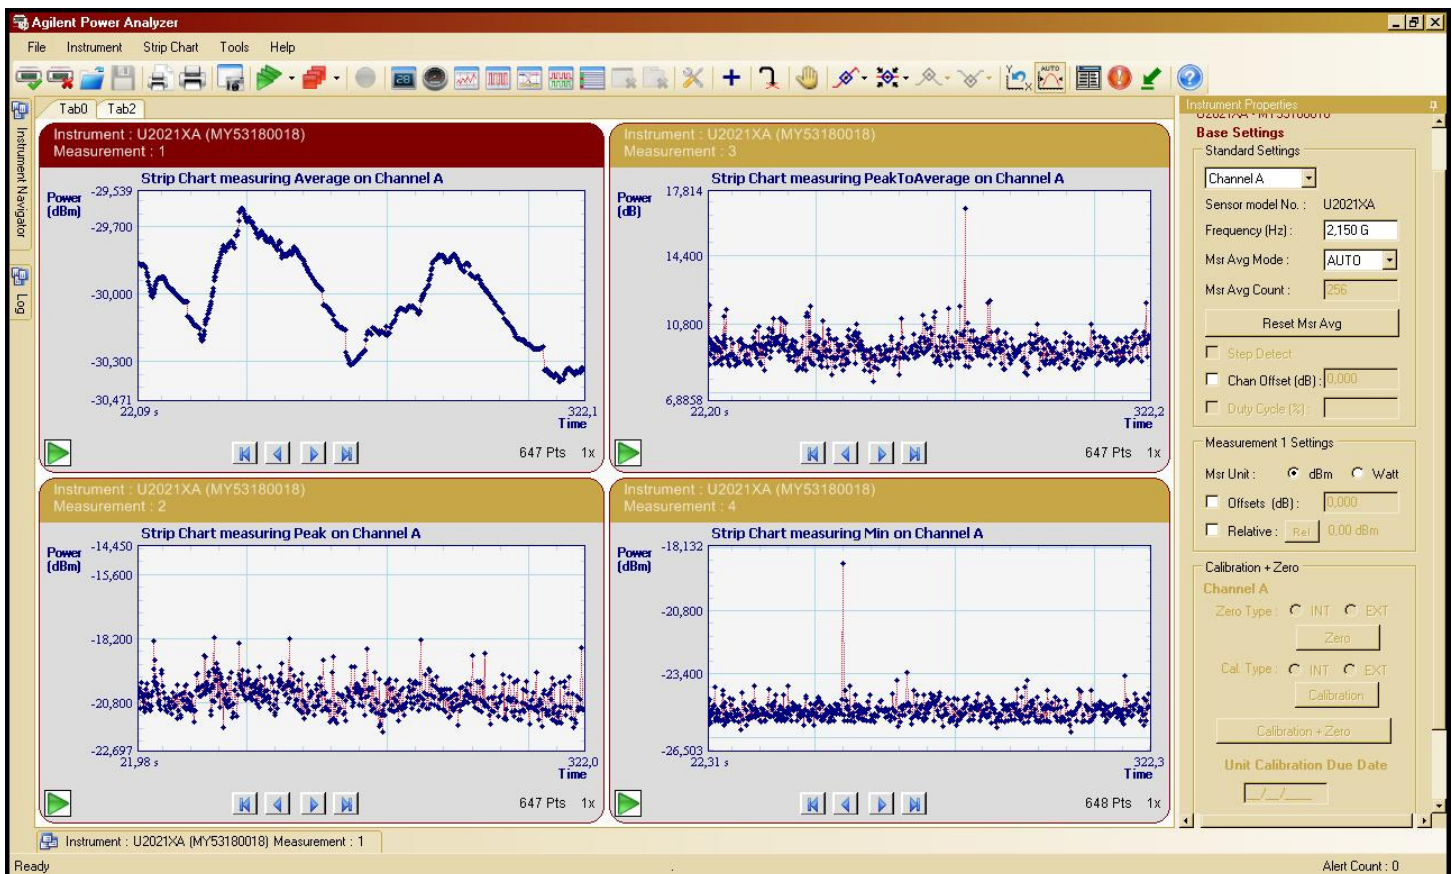 Agilent Power Analyzer
File Instrument Strip Chart Tools Help
28
AUTO
Instrument Navigator
Log
Tab0 Tab2
Instrument : U2021XA (MY53180018)
Measurement : 1
Strip Chart measuring Average on Channel A
Power
(dBm)
-29,539
-29,700
-30,000
-30,300
-30,471
22,09 s
322,1
Time
647 Pts 1x
Instrument : U2021XA (MY53180018)
Measurement : 3
Strip Chart measuring PeakToAverage on Channel A
Power
(dB)
17,814
14,400
10,800
6,8858
22,20 s
322,2
Time
647 Pts 1x
Instrument : U2021XA (MY53180018)
Measurement : 2
Strip Chart measuring Peak on Channel A
Power
(dBm)
-14,450
-15,600
-18,200
-20,800
-22,697
21,98 s
322,0
Time
647 Pts 1x
Instrument : U2021XA (MY53180018)
Measurement : 4
Strip Chart measuring Min on Channel A
Power
(dBm)
-18,132
-20,800
-23,400
-26,503
22,31 s
322,3
Time
648 Pts 1x
Instrument Properties
U2021XA - MY53180018
Base Settings
Standard Settings
Channel A
Sensor model No. : U2021XA
Frequency (Hz) : 2,150 G
Msr Avg Mode : AUTO
Msr Avg Count : 256
Reset Msr Avg
Step Detect
Chan Offset (dB) : 0,000
Duty Cycle (%) :
Measurement 1 Settings
Msr Unit : dBm Watt
Offsets (dB) : 0,000
Relative : Rel 0,00 dBm
Calibration + Zero
Channel A
Zero Type : INT EXT
Zero
Cal. Type : INT EXT
Calibration
Calibration + Zero
Unit Calibration Due Date
__/__/____
Instrument : U2021XA (MY53180018) Measurement : 1
Ready
Alert Count : 0